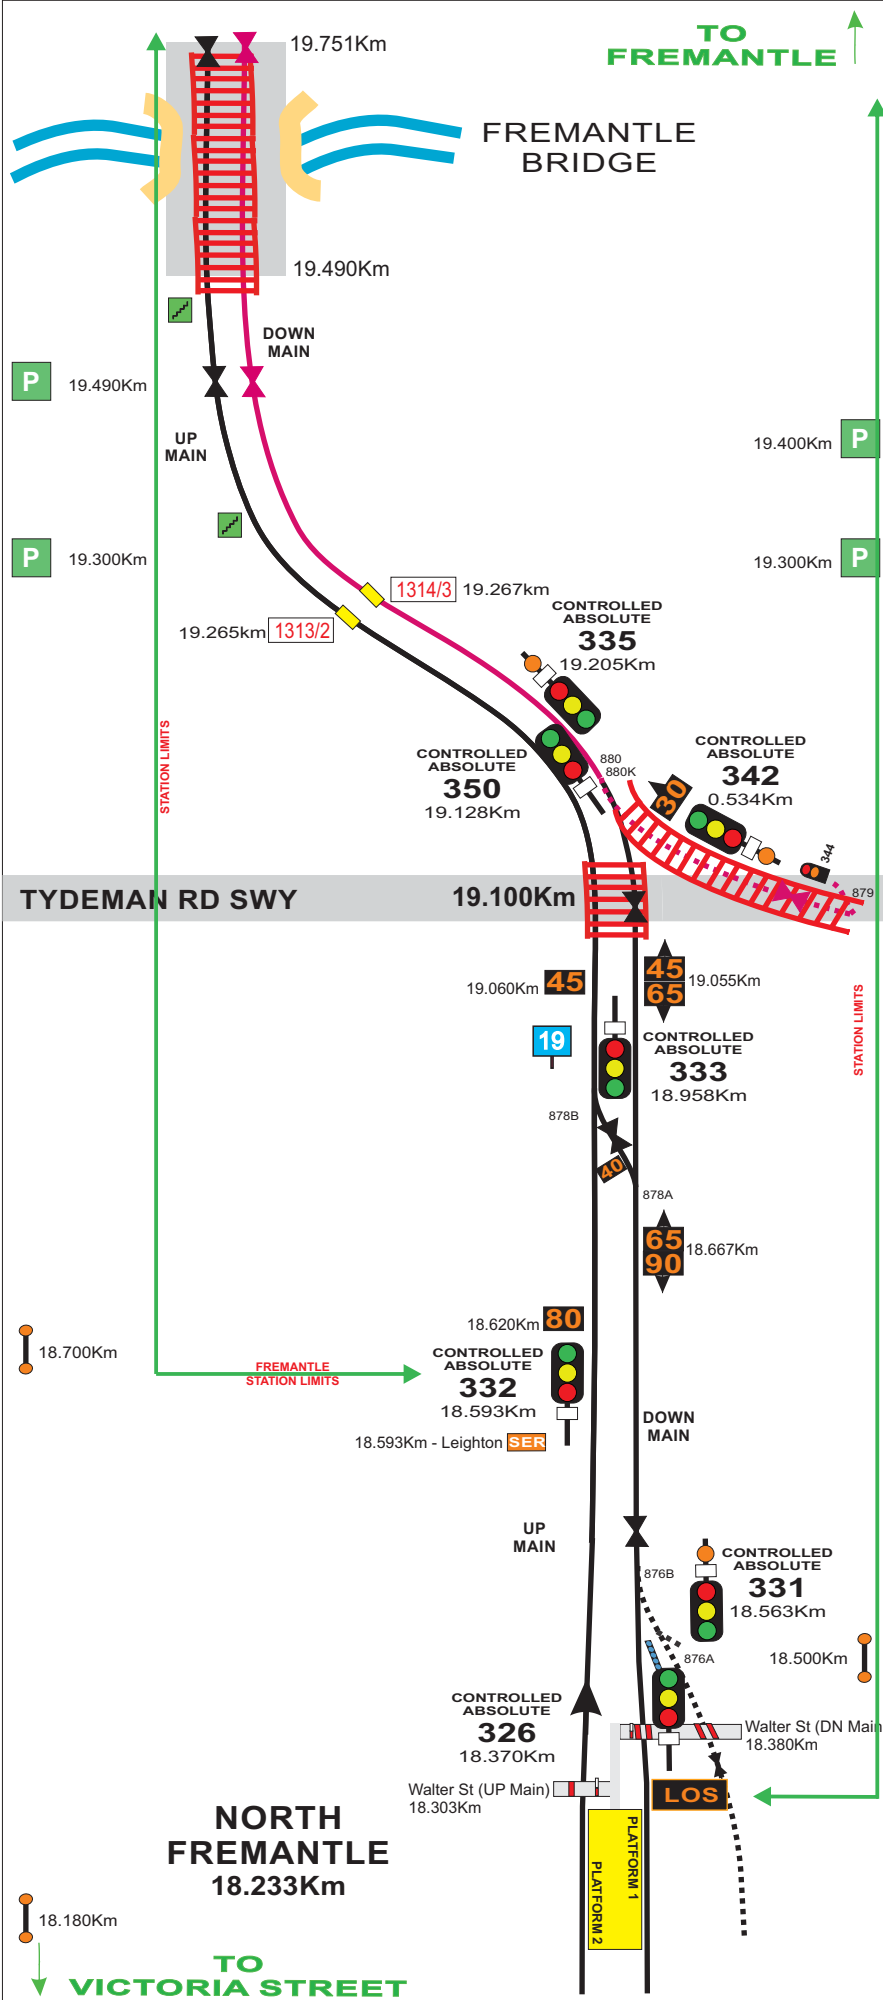 19.751Km
TO
FREMANTLE
FREMANTLE
BRIDGE
19.490Km
DOWN
MAIN
P
19.490Km
UP
MAIN
19.400Km
P
P
19.300Km
19.300Km
P
1314/3
19.267km
19.265km
1313/2
CONTROLLED
ABSOLUTE
335
19.205Km
STATION LIMITS
CONTROLLED
ABSOLUTE
350
19.128Km
880
880K
30
CONTROLLED
ABSOLUTE
342
0.534Km
344
879
TYDEMAN RD SWY
19.100Km
19.060Km
45
45
65
19.055Km
STATION LIMITS
19
CONTROLLED
ABSOLUTE
333
18.958Km
878B
40
878A
65
90
18.667Km
18.620Km
80
18.700Km
FREMANTLE
STATION LIMITS
CONTROLLED
ABSOLUTE
332
18.593Km
18.593Km - Leighton
SER
DOWN
MAIN
UP
MAIN
876B
CONTROLLED
ABSOLUTE
331
18.563Km
876A
18.500Km
CONTROLLED
ABSOLUTE
326
18.370Km
Walter St (DN Main
18.380Km
Walter St (UP Main)
18.303Km
LOS
NORTH
FREMANTLE
18.233Km
PLATFORM 1
PLATFORM 2
18.180Km
TO
VICTORIA STREET